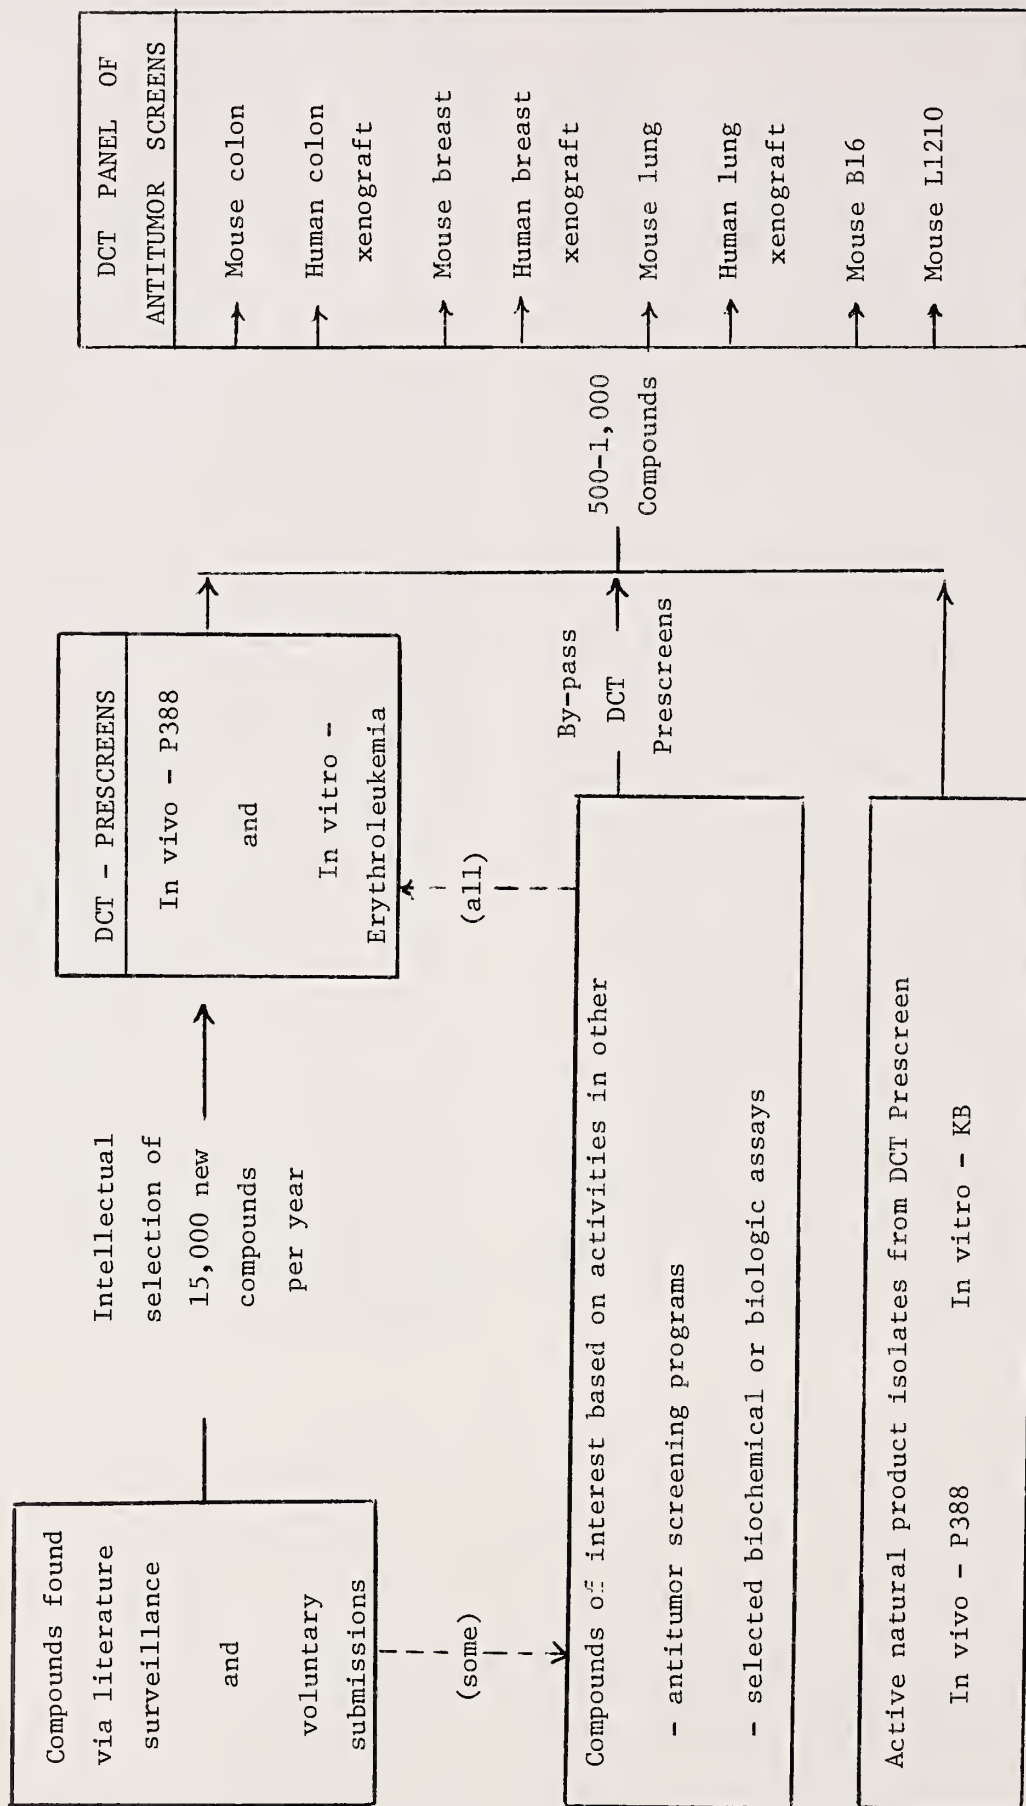 Compounds found
via literature
surveillance
and
voluntary
submissions
Intellectual
selection of
15,000 new
compounds
per year
DCT - PRESCREENS
In vivo - P388
and
In vitro -
Erythroleukemia
(some)
(all)
Compounds of interest based on activities in other
- antitumor screening programs
- selected biochemical or biologic assays
By-pass
DCT
Prescreens
Active natural product isolates from DCT Prescreen
In vivo - P388 In vitro - KB
500-1,000
Compounds
DCT PANEL OF
ANTITUMOR SCREENS
Mouse colon
Human colon
xenograft
Mouse breast
Human breast
xenograft
Mouse lung
Human lung
xenograft
Mouse B16
Mouse L1210